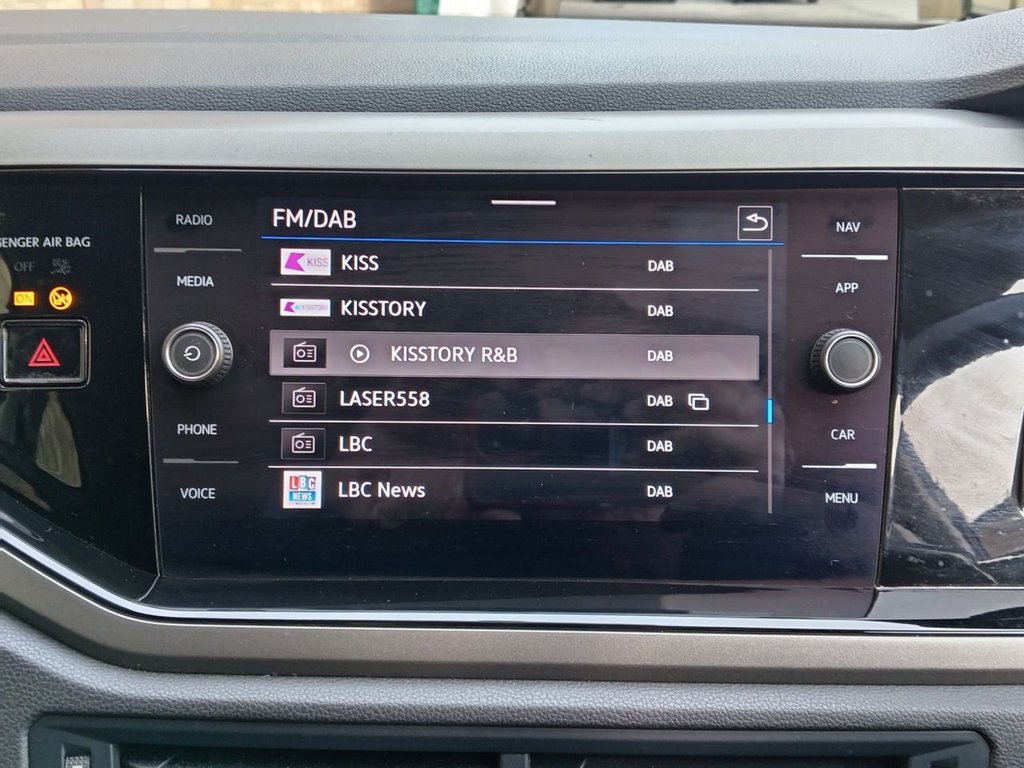 RADIO
FM/DAB
NAV
SENGER AIR BAG
OFF
MEDIA
KISS
KISS
DAB
APP
ON
KISSTORY
DAB
KISSTORY R&B
DAB
LASER558
DAB
PHONE
LBC
DAB
CAR
VOICE
LBC
NEWS
LBC News
DAB
MENU